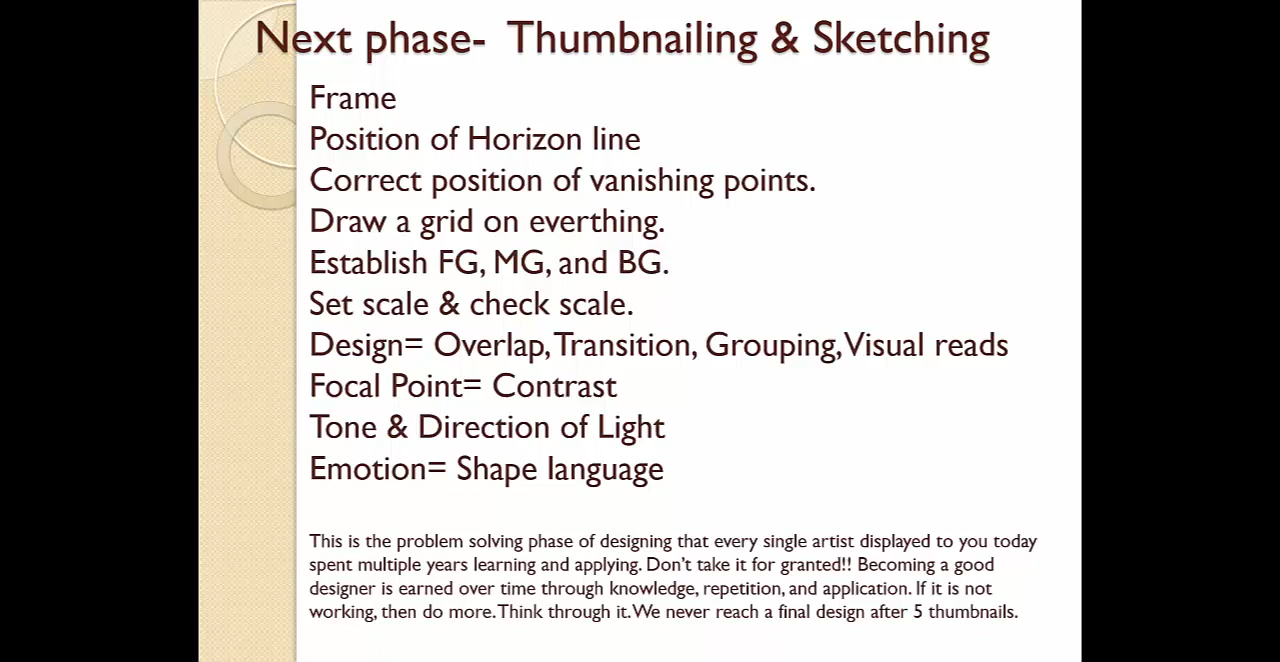 Next phase- Thumbnailing & Sketching
Frame
Position of Horizon line
Correct position of vanishing points.
Draw a grid on everthing.
Establish FG, MG, and BG.
Set scale & check scale.
Design= Overlap, Transition, Grouping, Visual reads
Focal Point= Contrast
Tone & Direction of Light
Emotion= Shape language
This is the problem solving phase of designing that every single artist displayed to you today
spent multiple years learning and applying. Don't take it for granted!! Becoming a good
designer is earned over time through knowledge, repetition, and application. If it is not
working, then do more. Think through it. We never reach a final design after 5 thumbnails.